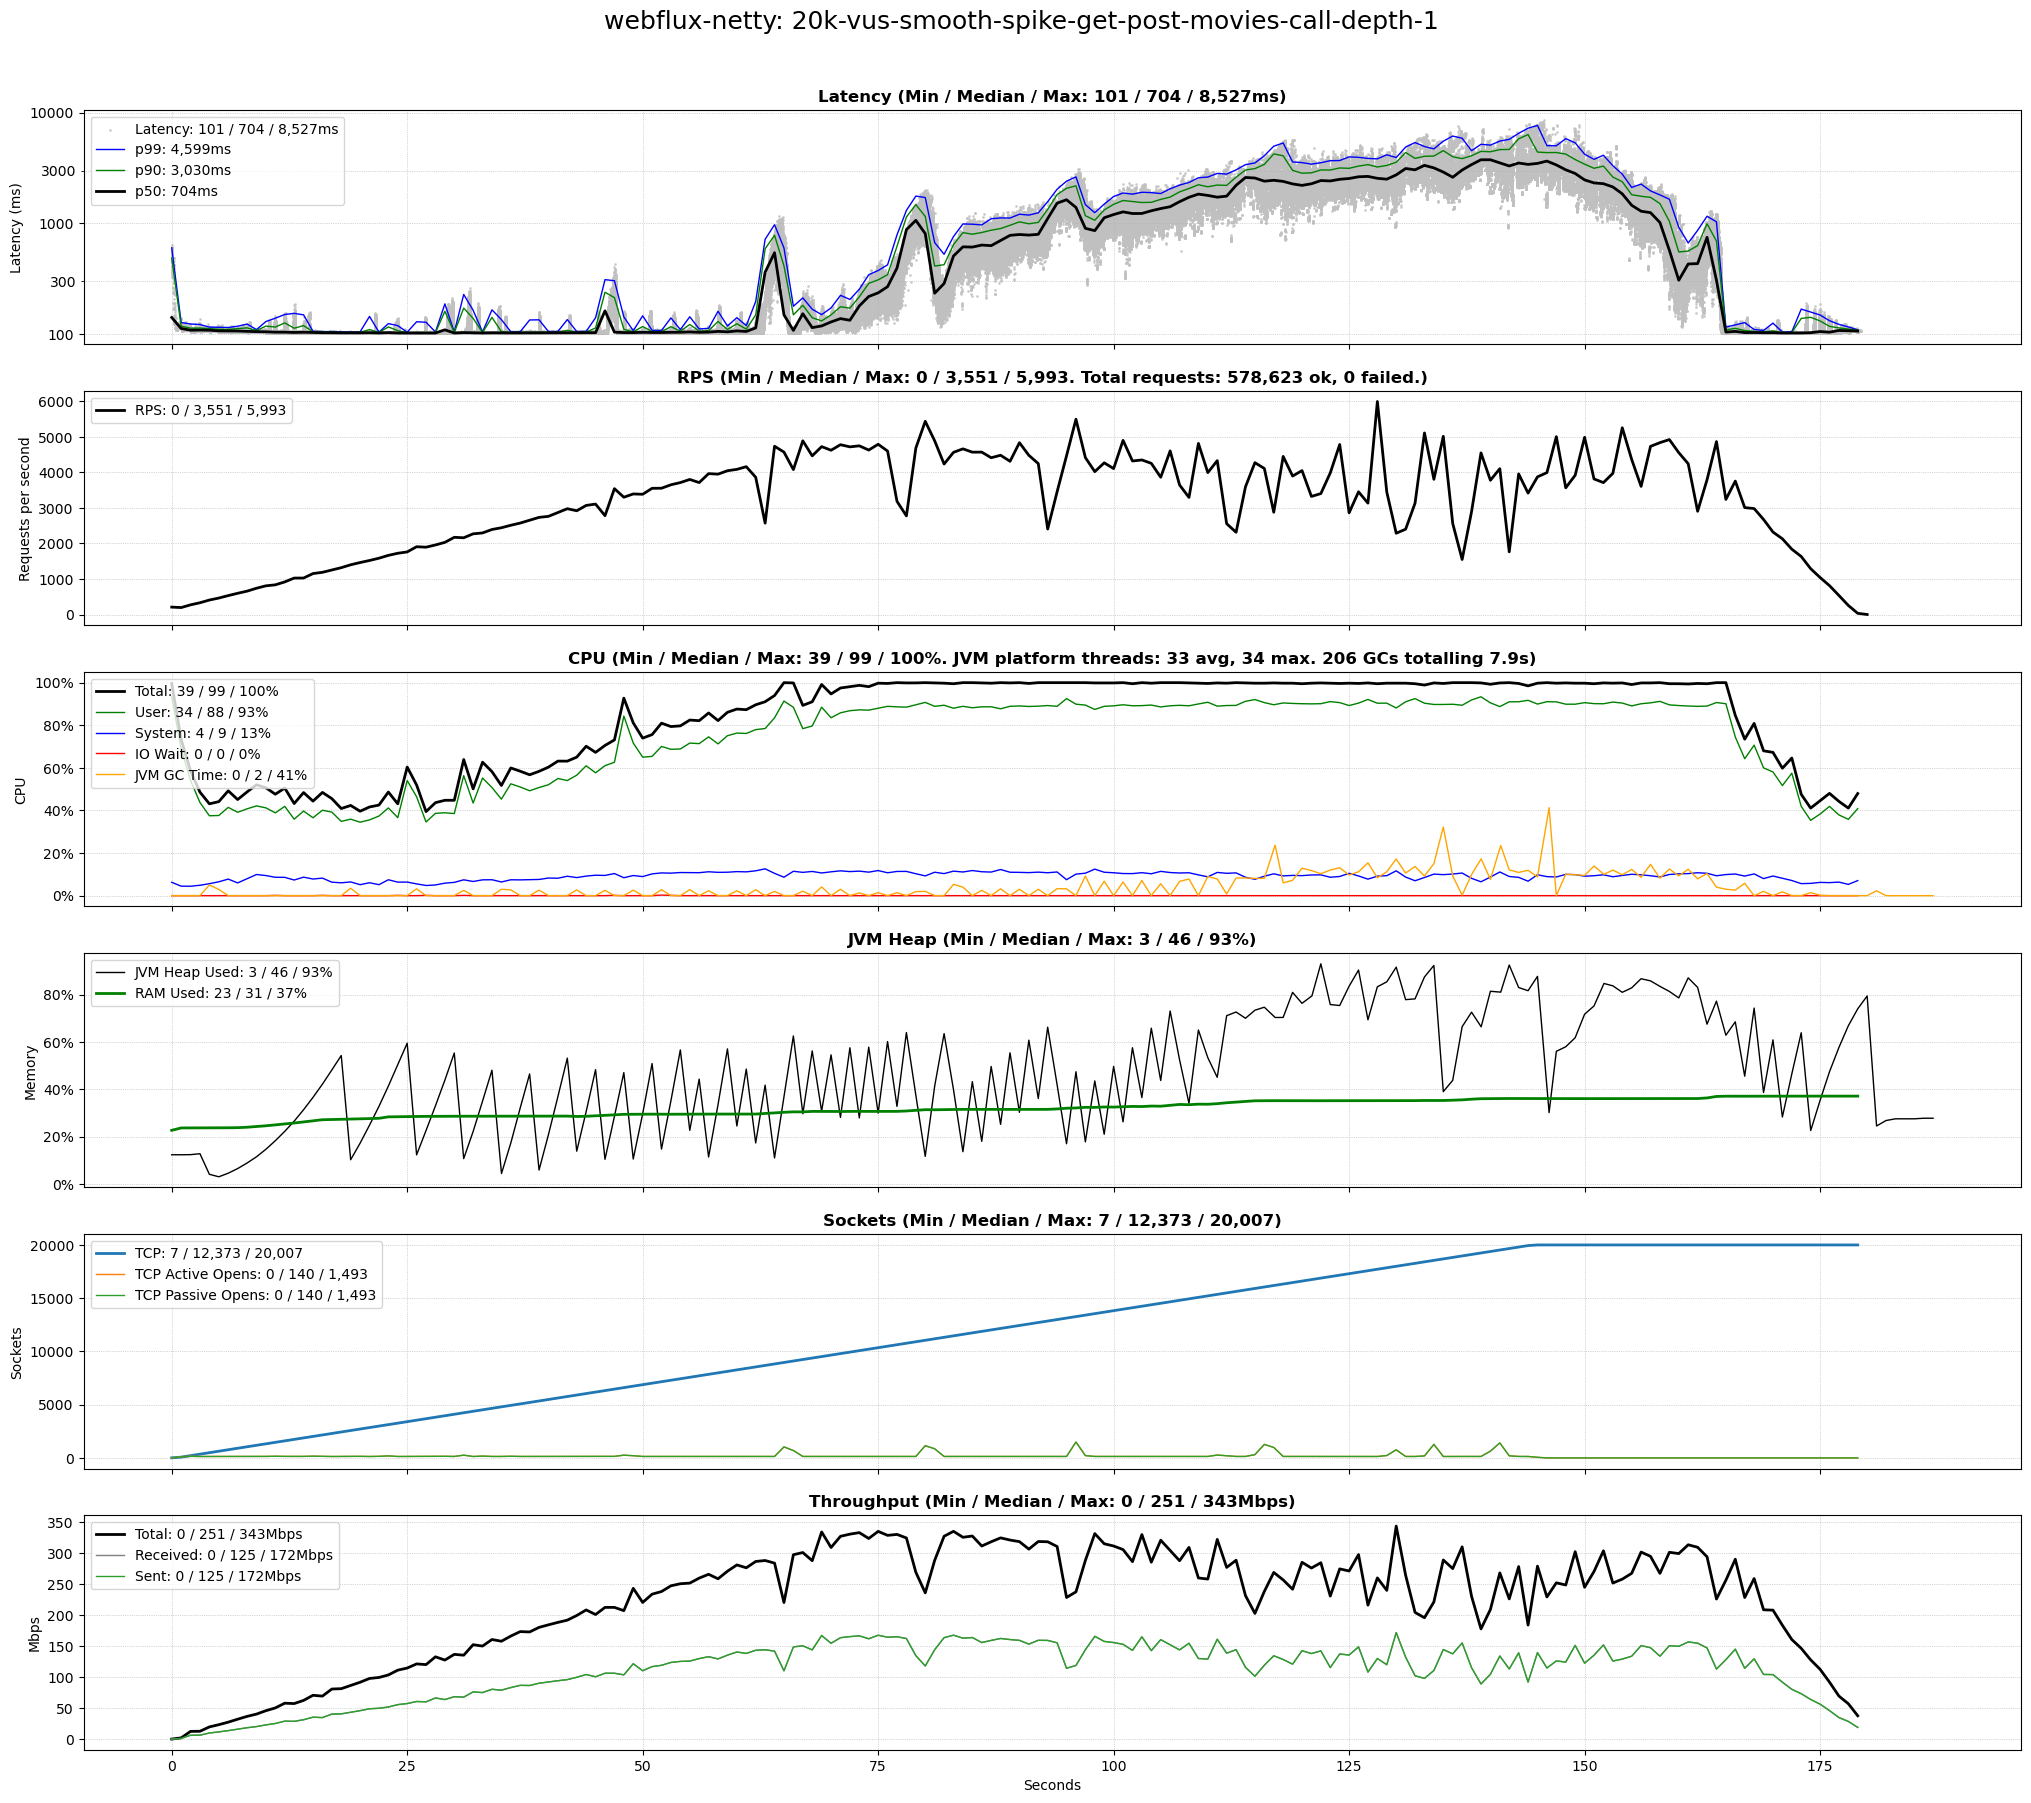 webflux-netty: 20k-vus-smooth-spike-get-post-movies-call-depth-1
Latency (Min / Median / Max: 101 / 704 / 8,527ms)
Latency (ms)
10000
3000
1000
300
100
Latency: 101 / 704 / 8,527ms
p99: 4,599ms
p90: 3,030ms
p50: 704ms
RPS (Min / Median / Max: 0 / 3,551 / 5,993. Total requests: 578,623 ok, 0 failed.)
Requests per second
6000
5000
4000
3000
2000
1000
0
RPS: 0 / 3,551 / 5,993
CPU (Min / Median / Max: 39 / 99 / 100%. JVM platform threads: 33 avg, 34 max. 206 GCs totalling 7.9s)
CPU
100%
80%
60%
40%
20%
0%
Total: 39 / 99 / 100%
User: 34 / 88 / 93%
System: 4 / 9 / 13%
IO Wait: 0 / 0 / 0%
JVM GC Time: 0 / 2 / 41%
JVM Heap (Min / Median / Max: 3 / 46 / 93%)
Memory
80%
60%
40%
20%
0%
JVM Heap Used: 3 / 46 / 93%
RAM Used: 23 / 31 / 37%
Sockets (Min / Median / Max: 7 / 12,373 / 20,007)
Sockets
20000
15000
10000
5000
0
TCP: 7 / 12,373 / 20,007
TCP Active Opens: 0 / 140 / 1,493
TCP Passive Opens: 0 / 140 / 1,493
Throughput (Min / Median / Max: 0 / 251 / 343Mbps)
Mbps
350
300
250
200
150
100
50
0
Total: 0 / 251 / 343Mbps
Received: 0 / 125 / 172Mbps
Sent: 0 / 125 / 172Mbps
0 25 50 75 100 125 150 175
Seconds